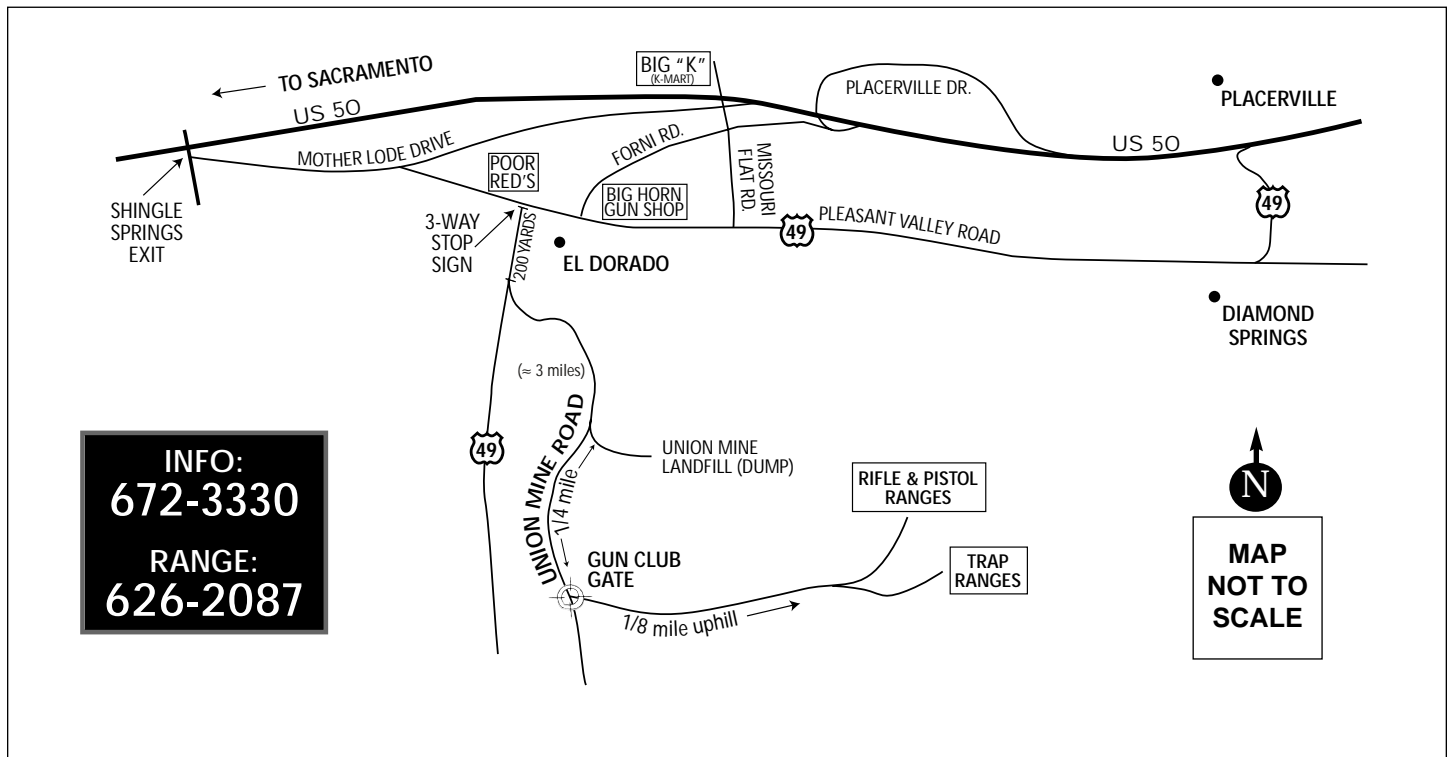 TO SACRAMENTO
US 50
BIG “K”
(K-MART)
PLACERVILLE DR.
PLACERVILLE
US 50
MOTHER LODE DRIVE
POOR
RED'S
FORNI RD.
MISSOURI
FLAT RD.
BIG HORN
GUN SHOP
SHINGLE
SPRINGS
EXIT
3-WAY
STOP
SIGN
200 YARDS
EL DORADO
49
PLEASANT VALLEY ROAD
49
DIAMOND
SPRINGS
(≈ 3 miles)
UNION MINE ROAD
49
UNION MINE
LANDFILL (DUMP)
1/4 mile
GUN CLUB
GATE
1/8 mile uphill
RIFLE & PISTOL
RANGES
TRAP
RANGES
INFO:
672-3330
RANGE:
626-2087
N
MAP
NOT TO
SCALE